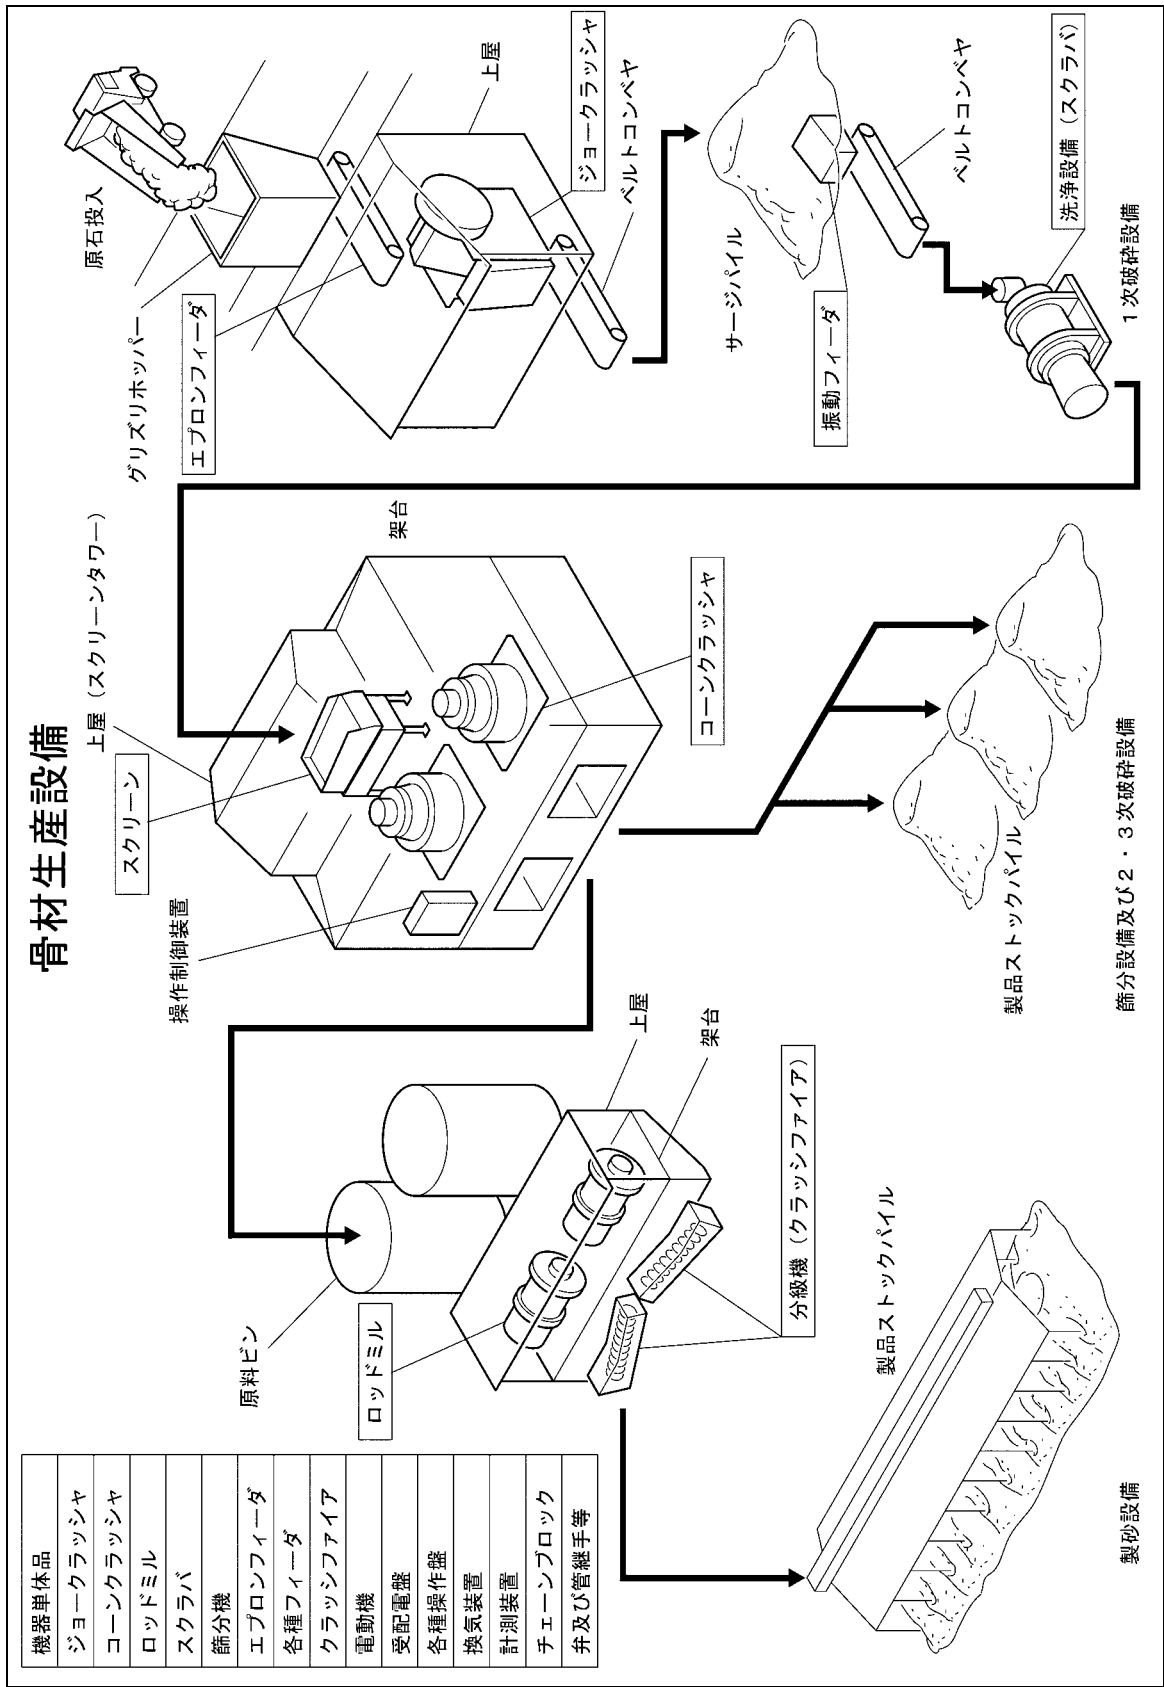 骨材生産設備
原石投入
グリズリホッパー
エプロンフィーダ
上屋
ジョークラッシャ
ベルトコンベヤ
サージパイル
振動フィーダ
ベルトコンベヤ
洗浄設備（スクラバ）
１次破砕設備
上屋（スクリーンタワー）
スクリーン
操作制御装置
架台
コーンクラッシャ
製品ストックパイル
篩分設備及び２・３次破砕設備
原料ビン
ロッドミル
上屋
架台
分級機（クラッシファイア）
製品ストックパイル
製砂設備
機器単体品
ジョークラッシャ
コーンクラッシャ
ロッドミル
スクラバ
篩分機
エプロンフィーダ
各種フィーダ
クラッシファイア
電動機
受配電盤
各種操作盤
換気装置
計測装置
チェーンブロック
弁及び管継手等